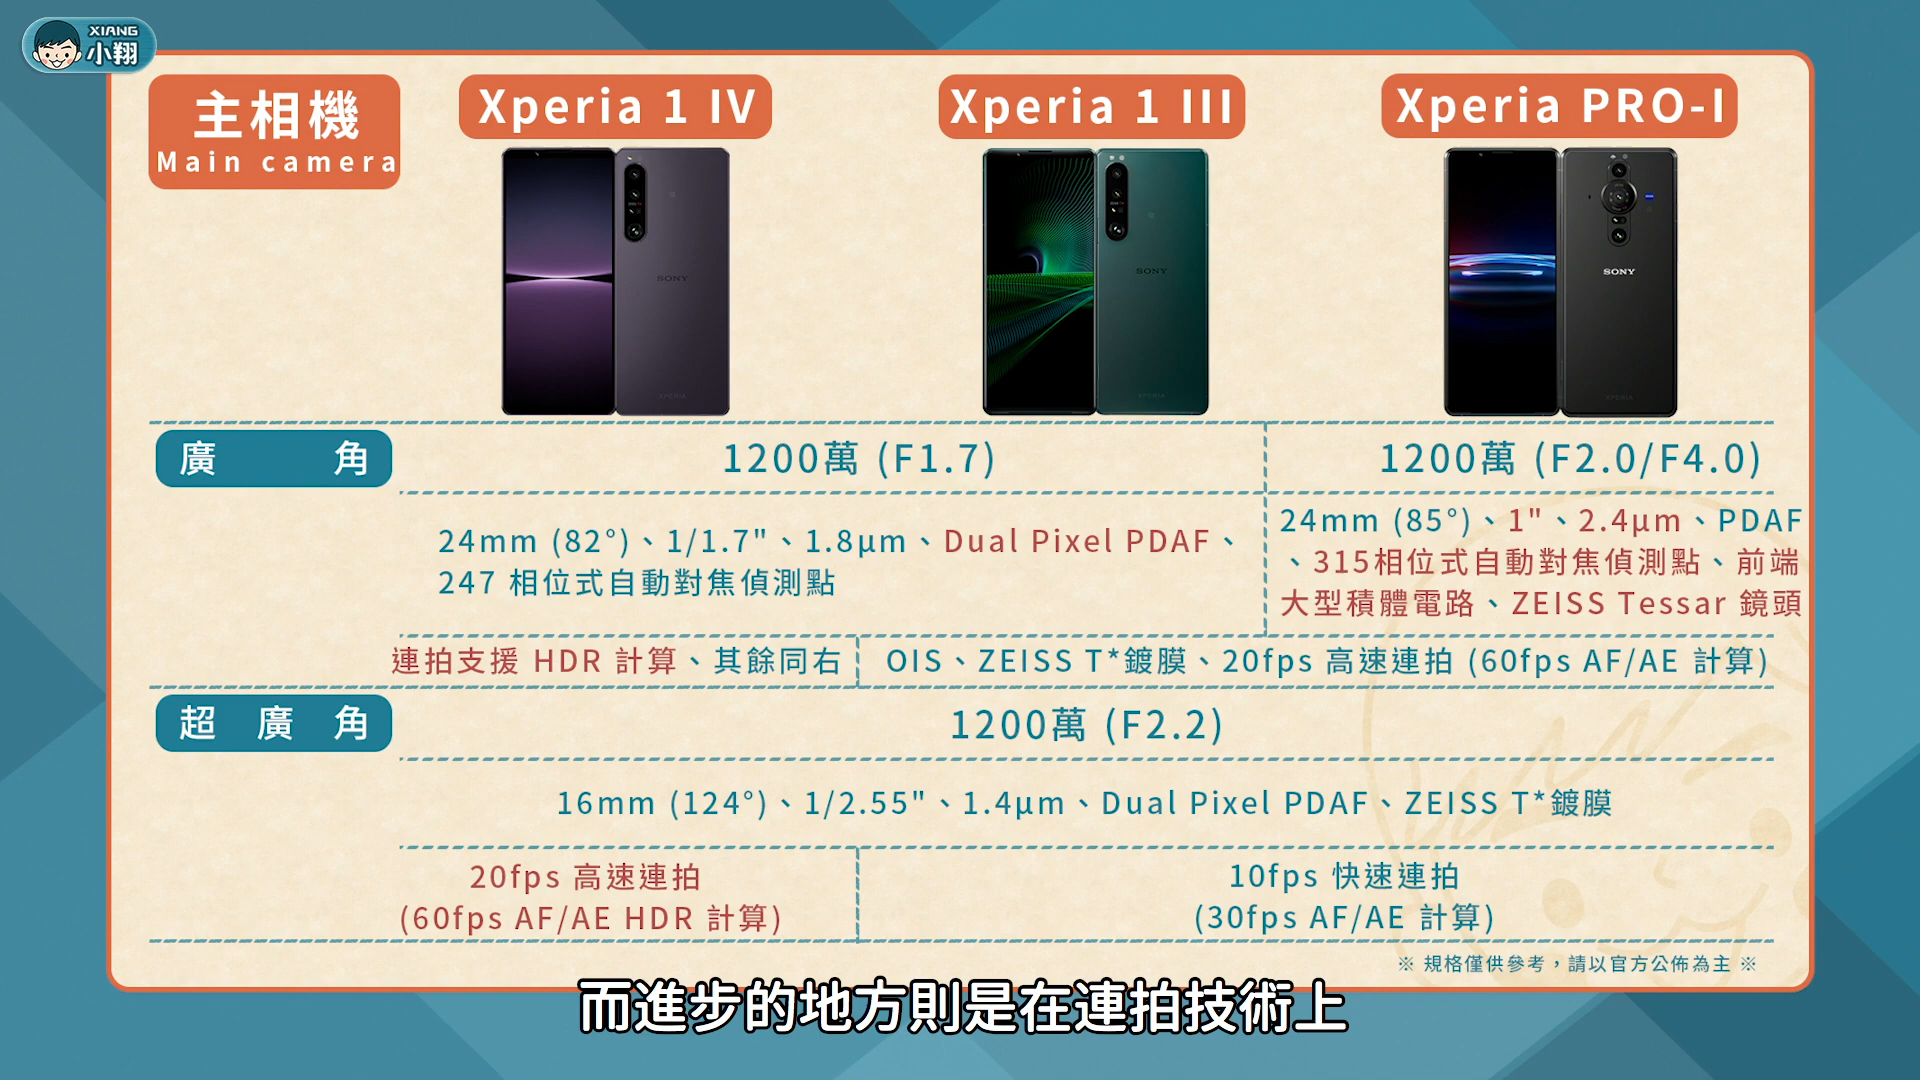 XIANG
小翔
主相機
Main camera
Xperia 1 IV
Xperia 1 III
Xperia PRO-I
SONY
XPERIA
SONY
XPERIA
SONY
XPERIA
廣角
1200萬 (F1.7)
1200萬 (F2.0/F4.0)
24mm (82°)、1/1.7"、1.8μm、Dual Pixel PDAF、
247 相位式自動對焦偵測點
24mm (85°)、1"、2.4μm、PDAF
、315相位式自動對焦偵測點、前端
大型積體電路、ZEISS Tessar 鏡頭
連拍支援 HDR 計算、其餘同右
OIS、ZEISS T*鍍膜、20fps 高速連拍 (60fps AF/AE 計算)
超廣角
1200萬 (F2.2)
16mm (124°)、1/2.55"、1.4μm、Dual Pixel PDAF、ZEISS T*鍍膜
20fps 高速連拍
(60fps AF/AE HDR 計算)
10fps 快速連拍
(30fps AF/AE 計算)
※ 規格僅供參考，請以官方公佈為主 ※
而進步的地方則是在連拍技術上